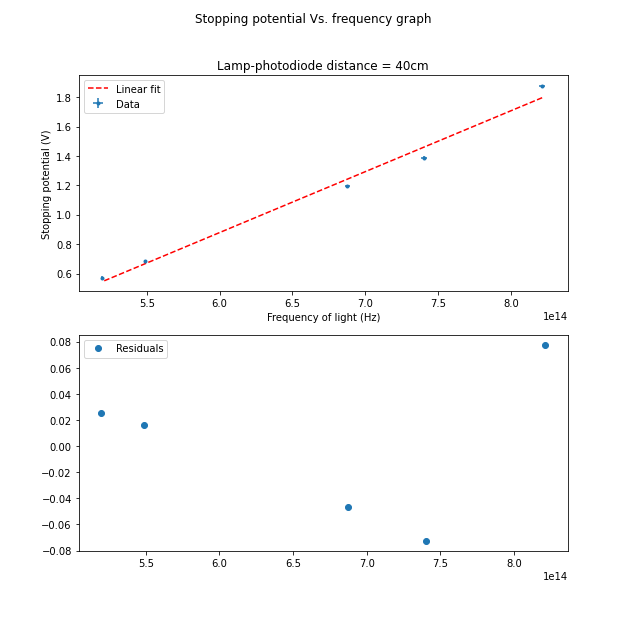 Stopping potential Vs. frequency graph
Lamp-photodiode distance = 40cm
Linear fit
Data
Stopping potential (V)
1.8
1.6
1.4
1.2
1.0
0.8
0.6
5.5 6.0 6.5 7.0 7.5 8.0
Frequency of light (Hz)
1e14
Residuals
0.08
0.06
0.04
0.02
0.00
−0.02
−0.04
−0.06
−0.08
5.5 6.0 6.5 7.0 7.5 8.0
1e14